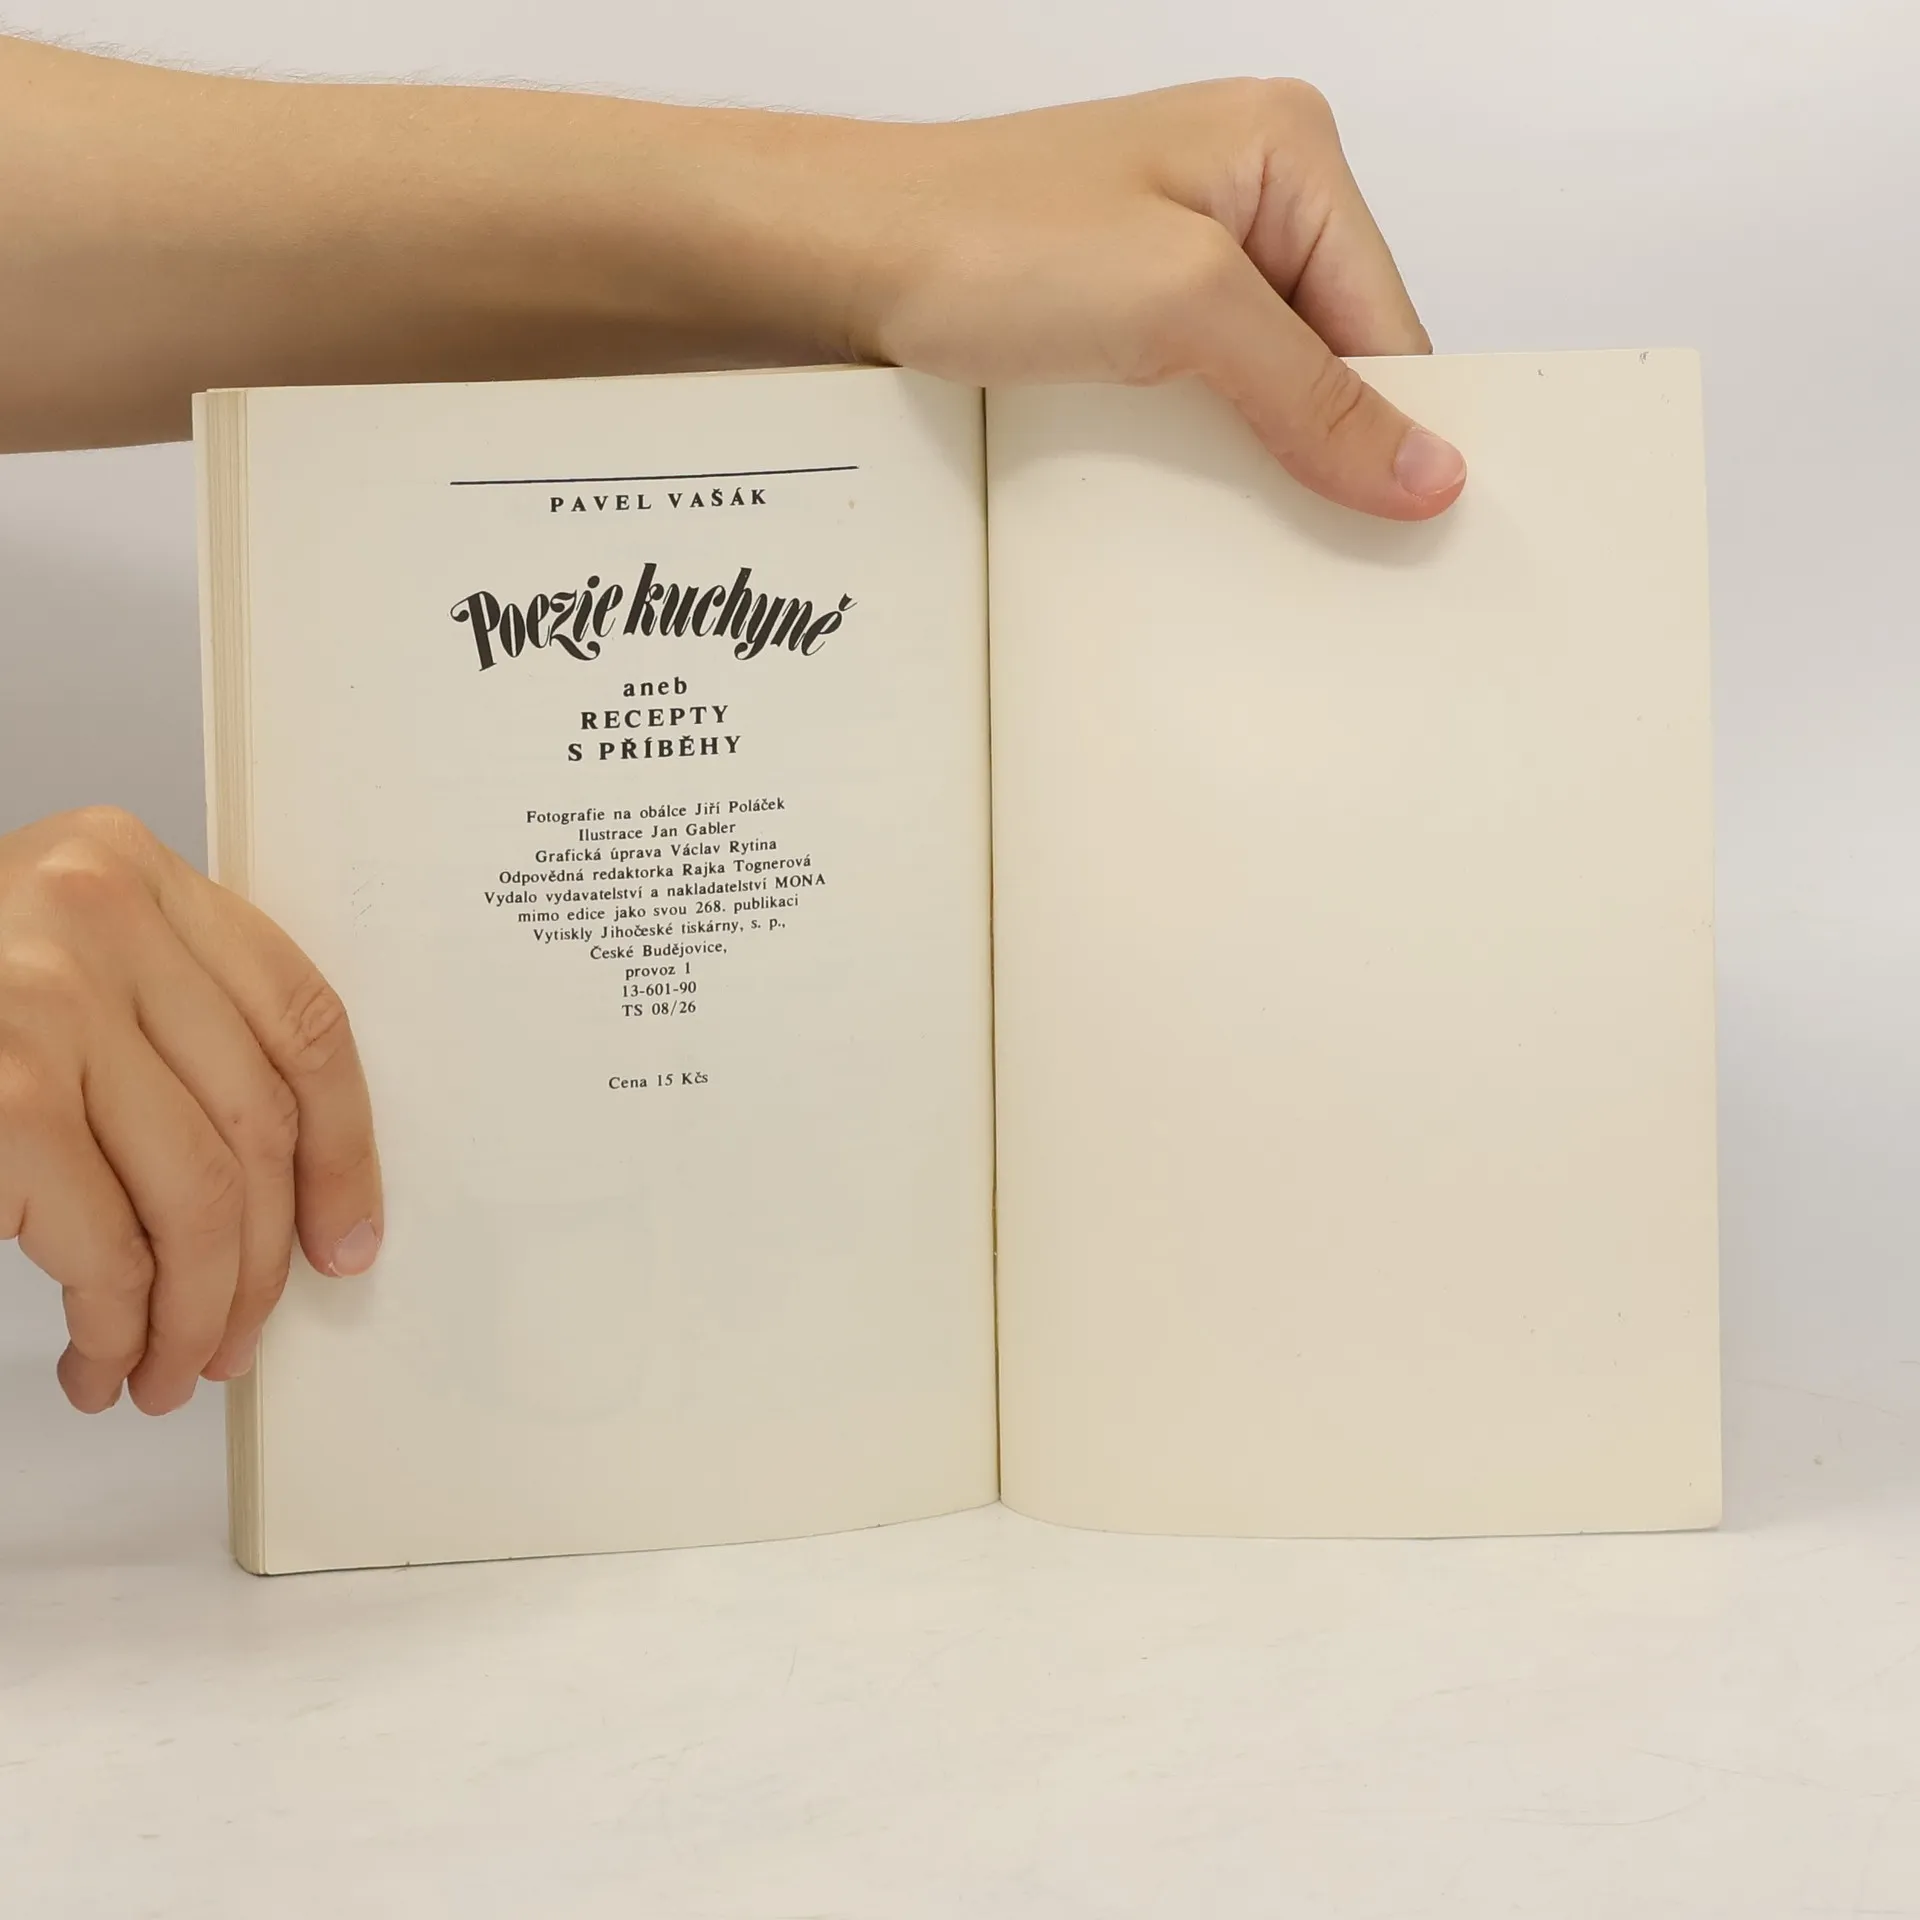 PAVEL VAŠÁK
Poezie kuchyně
aneb
RECEPTY
S PŘÍBĚHY
Fotografie na obálce Jiří Poláček
Ilustrace Jan Gabler
Grafická úprava Václav Rytina
Odpovědná redaktorka Rajka Tognerová
Vydalo vydavatelství a nakladatelství MONA
mimo edice jako svou 268. publikaci
Vytiskly Jihočeské tiskárny, s. p.,
České Budějovice,
provoz 1
13-601-90
TS 08/26
Cena 15 Kčs